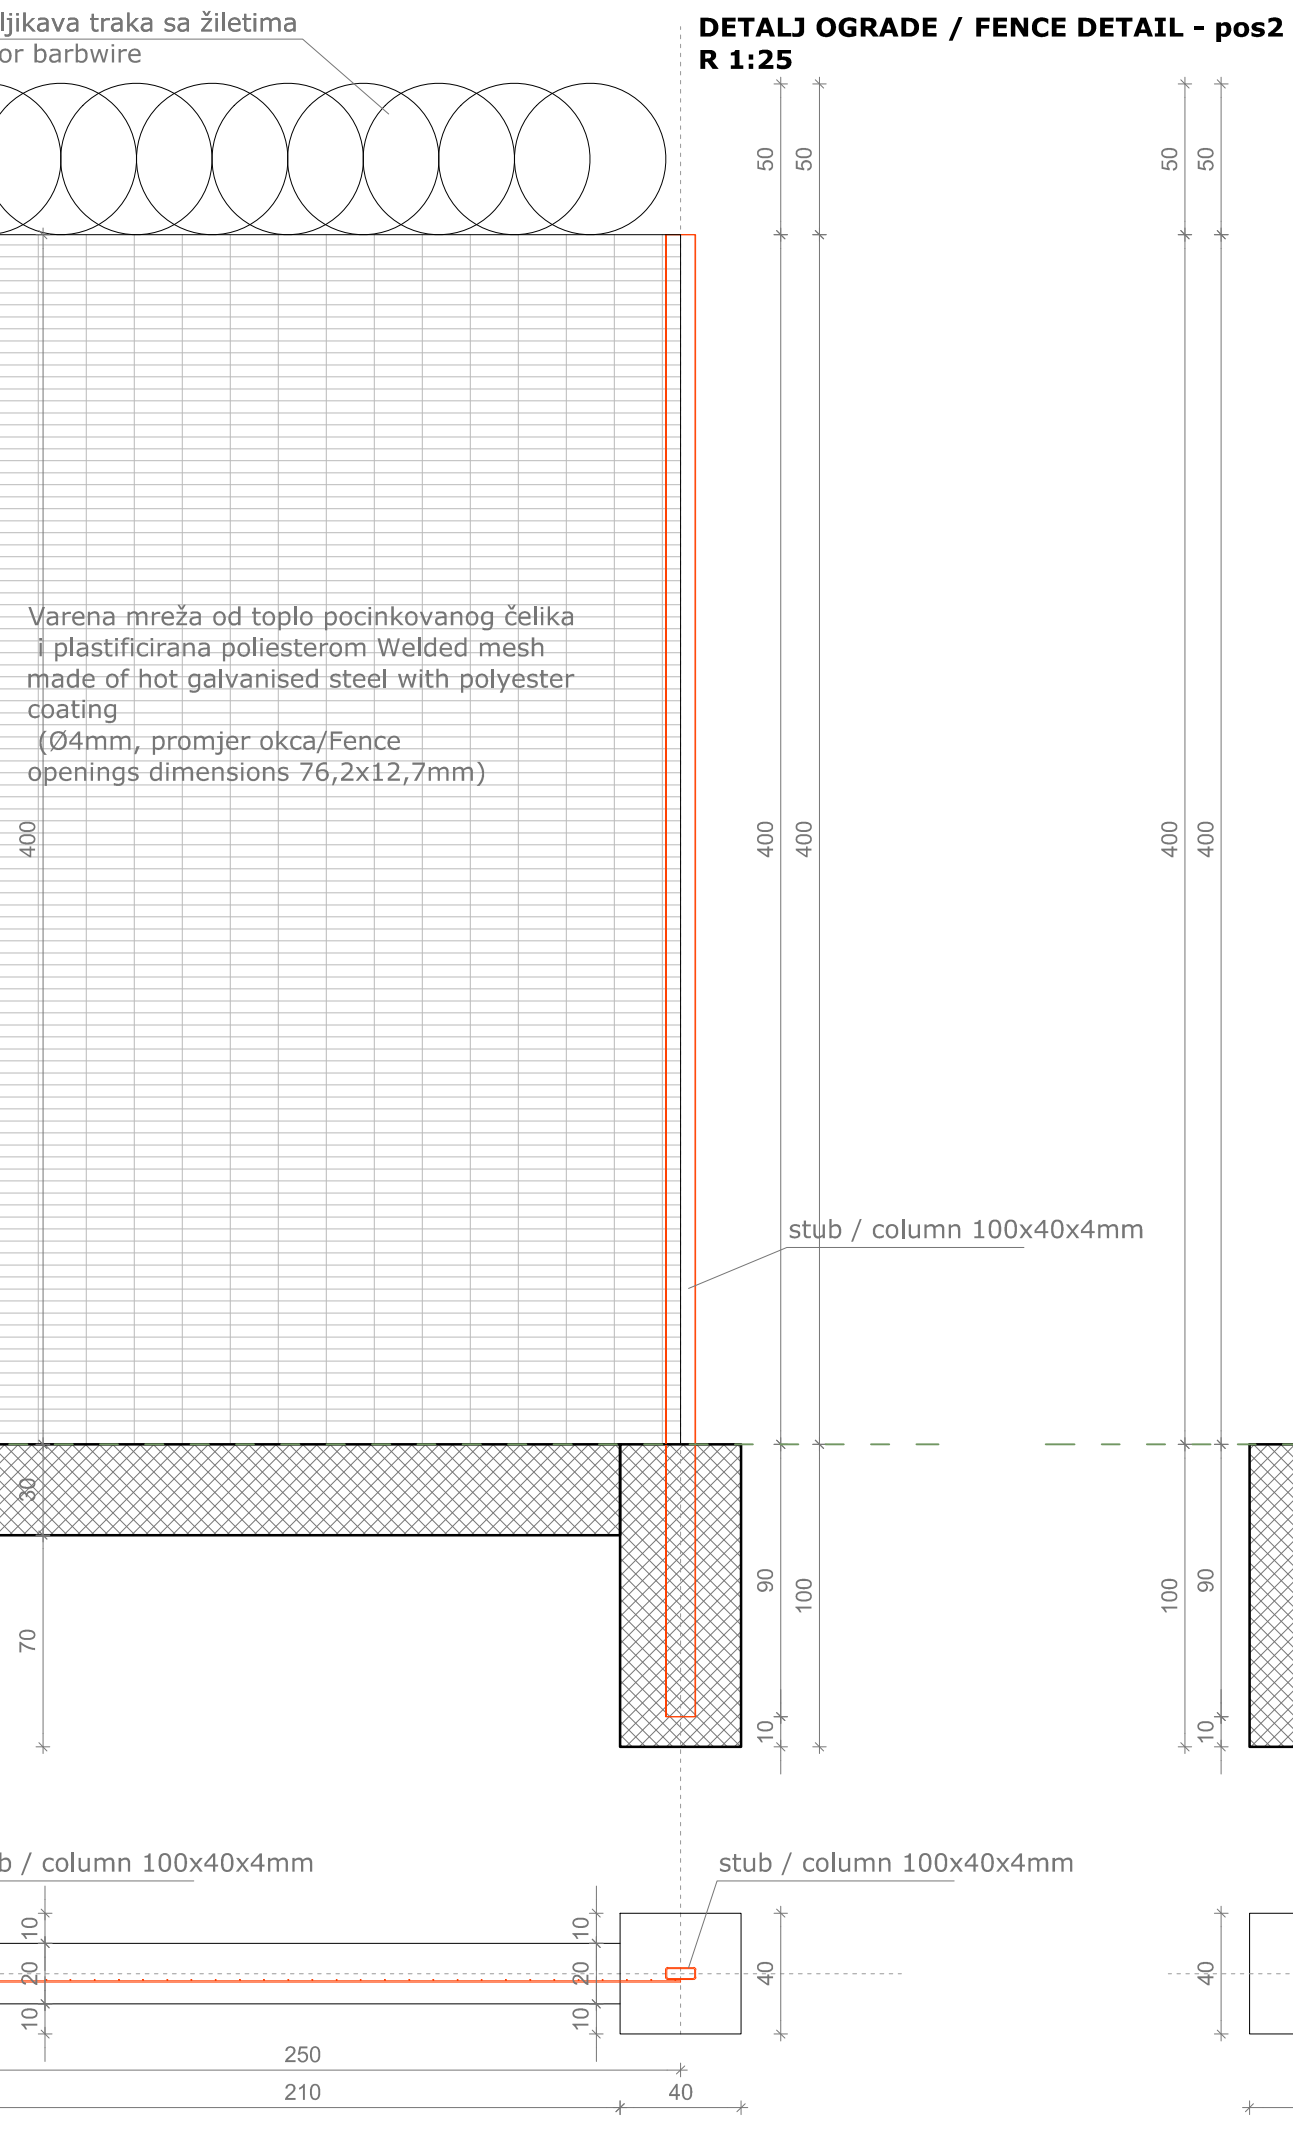 ljikava traka sa žiletima
or barbwire
DETALJ OGRADE / FENCE DETAIL - pos2
R 1:25
50
50
50
50
Varena mreža od toplo pocinkovanog čelika
i plastificirana poliesterom Welded mesh
made of hot galvanised steel with polyester
coating
(Ø4mm, promjer okca/Fence
openings dimensions 76,2x12,7mm)
400
400
400
400
400
stub / column 100x40x4mm
30
70
90
100
100
90
10
10
b / column 100x40x4mm
stub / column 100x40x4mm
10
20
10
10
20
10
40
40
250
210
40